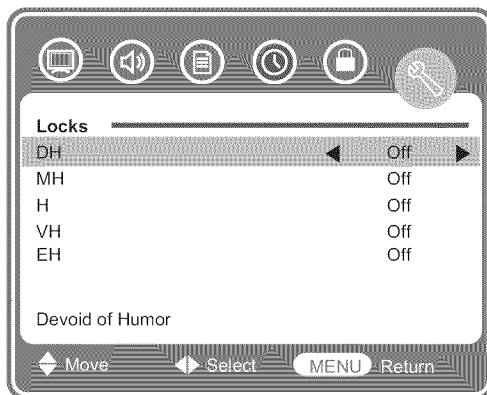 Locks
DH Off
MH Off
H Off
VH Off
EH Off
Devoid of Humor
Move Select MENU Return